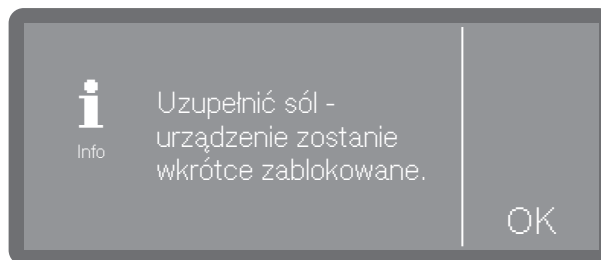 Info
Uzupełnić sól -
urządzenie zostanie
wkrótce zablokowane.
OK